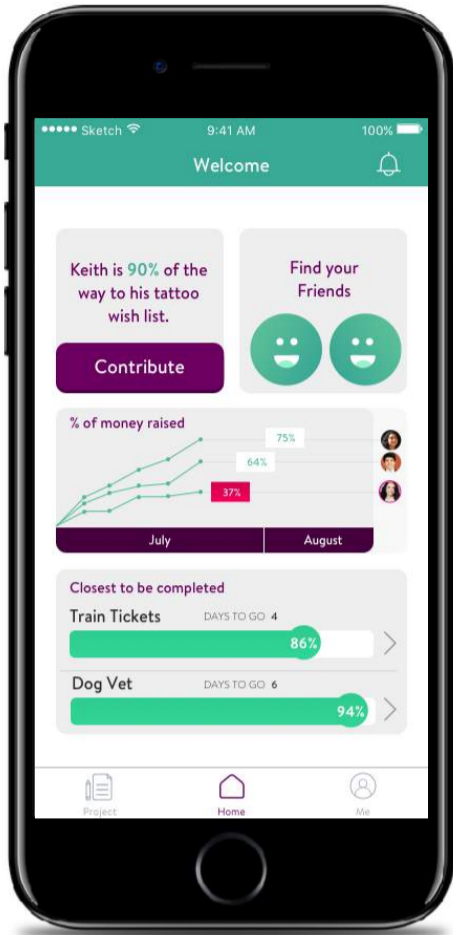 Sketch 9:41 AM 100%
Welcome
Keith is 90% of the
way to his tattoo
wish list.
Contribute
Find your
Friends
% of money raised
75%
64%
37%
July August
Closest to be completed
Train Tickets DAYS TO GO 4
86%
Dog Vet DAYS TO GO 6
94%
Project Home Me